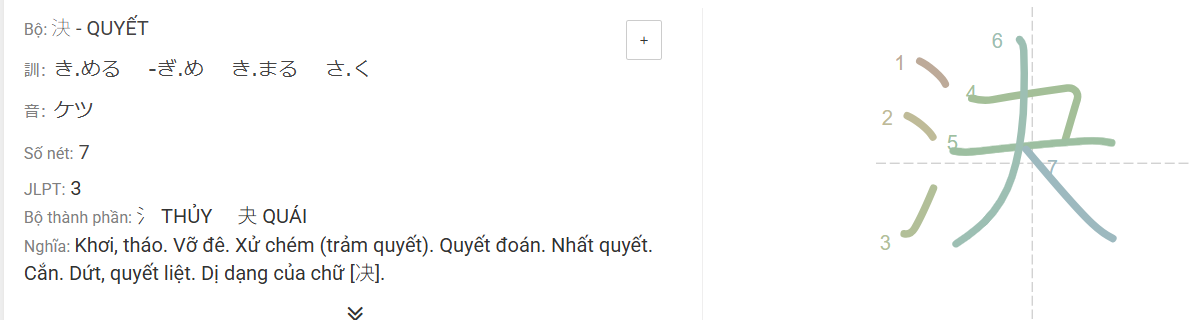 Bộ: 決 - QUYẾT
+
訓: き.める -ぎ.め き.まる さ.く
音: ケツ
Số nét: 7
JLPT: 3
Bộ thành phần: 氵 THỦY 夬 QUÁI
Nghĩa: Khơi, tháo. Vỡ đê. Xử chém (trảm quyết). Quyết đoán. Nhất quyết.
Cắn. Dứt, quyết liệt. Dị dạng của chữ [决].
決
1
2
3
4
5
6
7